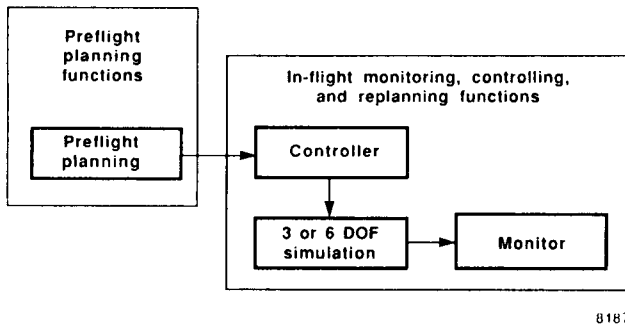 Preflight
planning
functions
In-flight monitoring, controlling,
and replanning functions
Preflight
planning
Controller
3 or 6 DOF
simulation
Monitor
8187